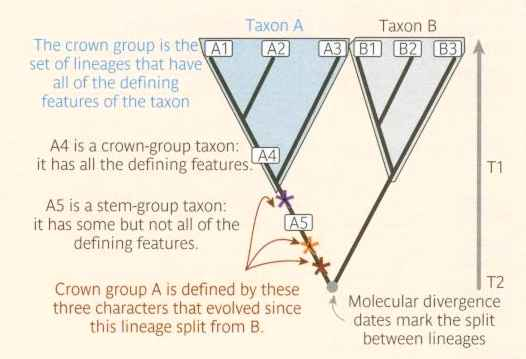 Taxon A
Taxon B
The crown group is the
set of lineages that have
all of the defining
features of the taxon
A1
A2
A3
B1
B2
B3
A4 is a crown-group taxon:
it has all the defining features.
A4
T1
A5 is a stem-group taxon:
it has some but not all of the
defining features.
A5
Crown group A is defined by these
three characters that evolved since
this lineage split from B.
T2
Molecular divergence
dates mark the split
between lineages